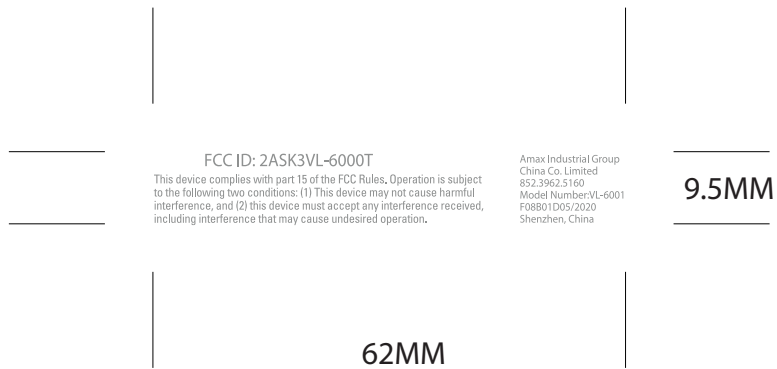 FCC ID: 2ASK3VL-6000T
This device complies with part 15 of the FCC Rules. Operation is subject
to the following two conditions: (1) This device may not cause harmful
interference, and (2) this device must accept any interference received,
including interference that may cause undesired operation.
Amax Industrial Group
China Co. Limited
852.3962.5160
Model Number:VL-6001
F08B01D05/2020
Shenzhen, China
9.5MM
62MM